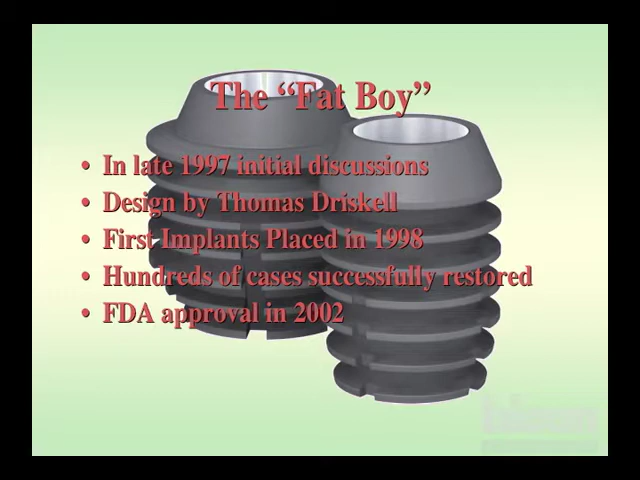 The “Fat Boy”
• In late 1997 initial discussions
• Design by Thomas Driskell
• First Implants Placed in 1998
• Hundreds of cases successfully restored
• FDA approval in 2002